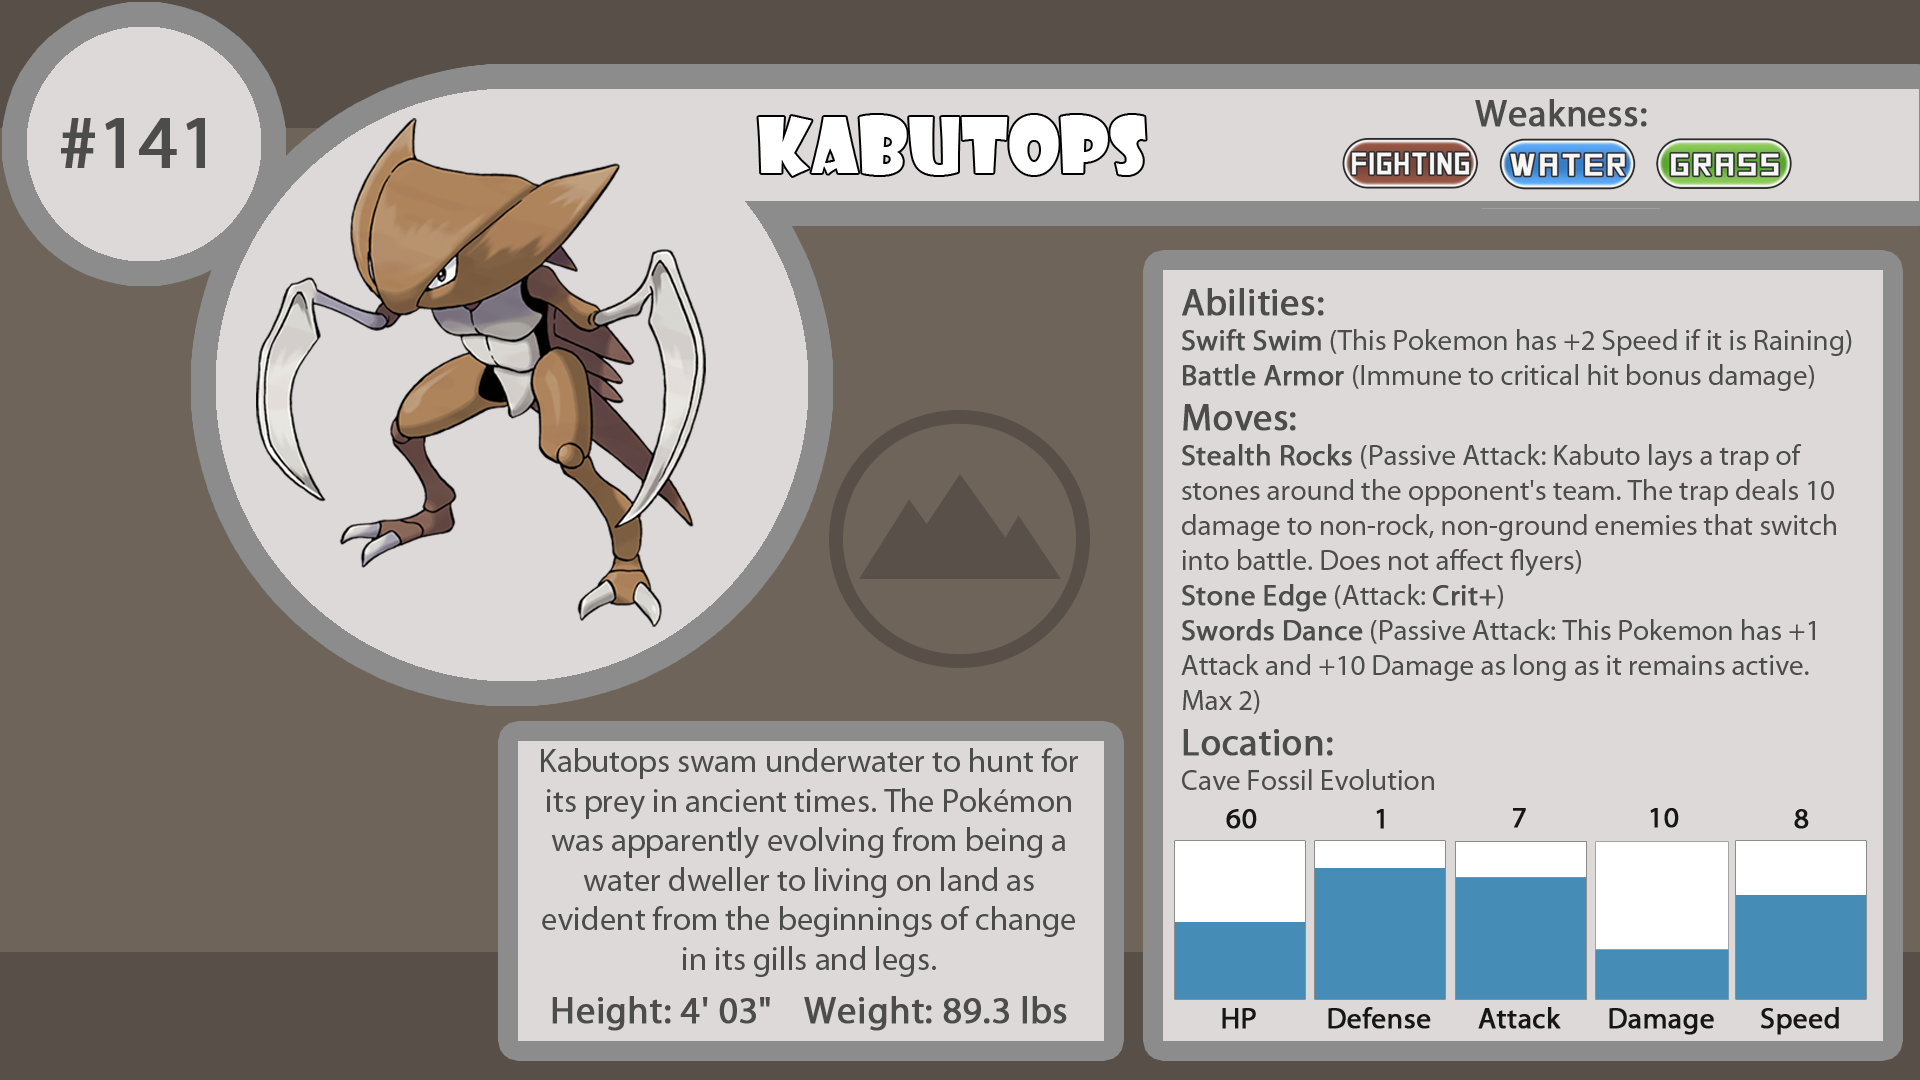 #141
KABUTOPS
Weakness:
FIGHTING WATER GRASS
Abilities:
Swift Swim (This Pokemon has +2 Speed if it is Raining)
Battle Armor (Immune to critical hit bonus damage)
Moves:
Stealth Rocks (Passive Attack: Kabuto lays a trap of
stones around the opponent's team. The trap deals 10
damage to non-rock, non-ground enemies that switch
into battle. Does not affect flyers)
Stone Edge (Attack: Crit+)
Swords Dance (Passive Attack: This Pokemon has +1
Attack and +10 Damage as long as it remains active.
Max 2)
Location:
Cave Fossil Evolution
60 1 7 10 8
HP Defense Attack Damage Speed
Kabutops swam underwater to hunt for
its prey in ancient times. The Pokémon
was apparently evolving from being a
water dweller to living on land as
evident from the beginnings of change
in its gills and legs.
Height: 4' 03" Weight: 89.3 lbs